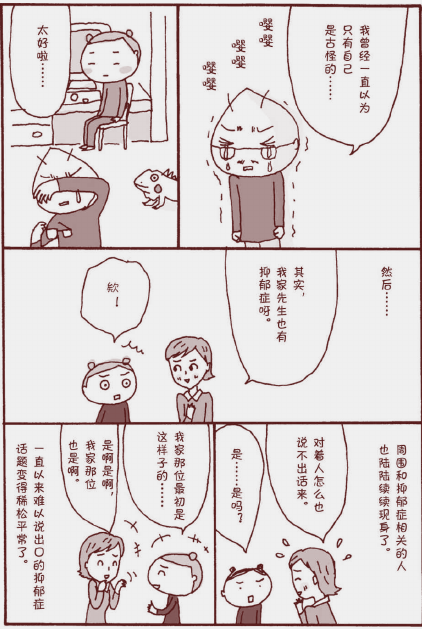 我曾经一直以为
只有自己
是古怪的……
嘤
嘤
嘤
嘤
嘤
嘤
太好啦……
然后……
其实，
我家先生也有
抑郁症呀。
欸！
周围和抑郁症相关的人
也陆陆续续现身了。
对着人怎么也
说不出话来。
是……是吗？
我家那位最初是
这样子的……
是啊是啊，
我家那位
也是啊。
一直以来难以说出口的抑郁症
话题变得稀松平常了。